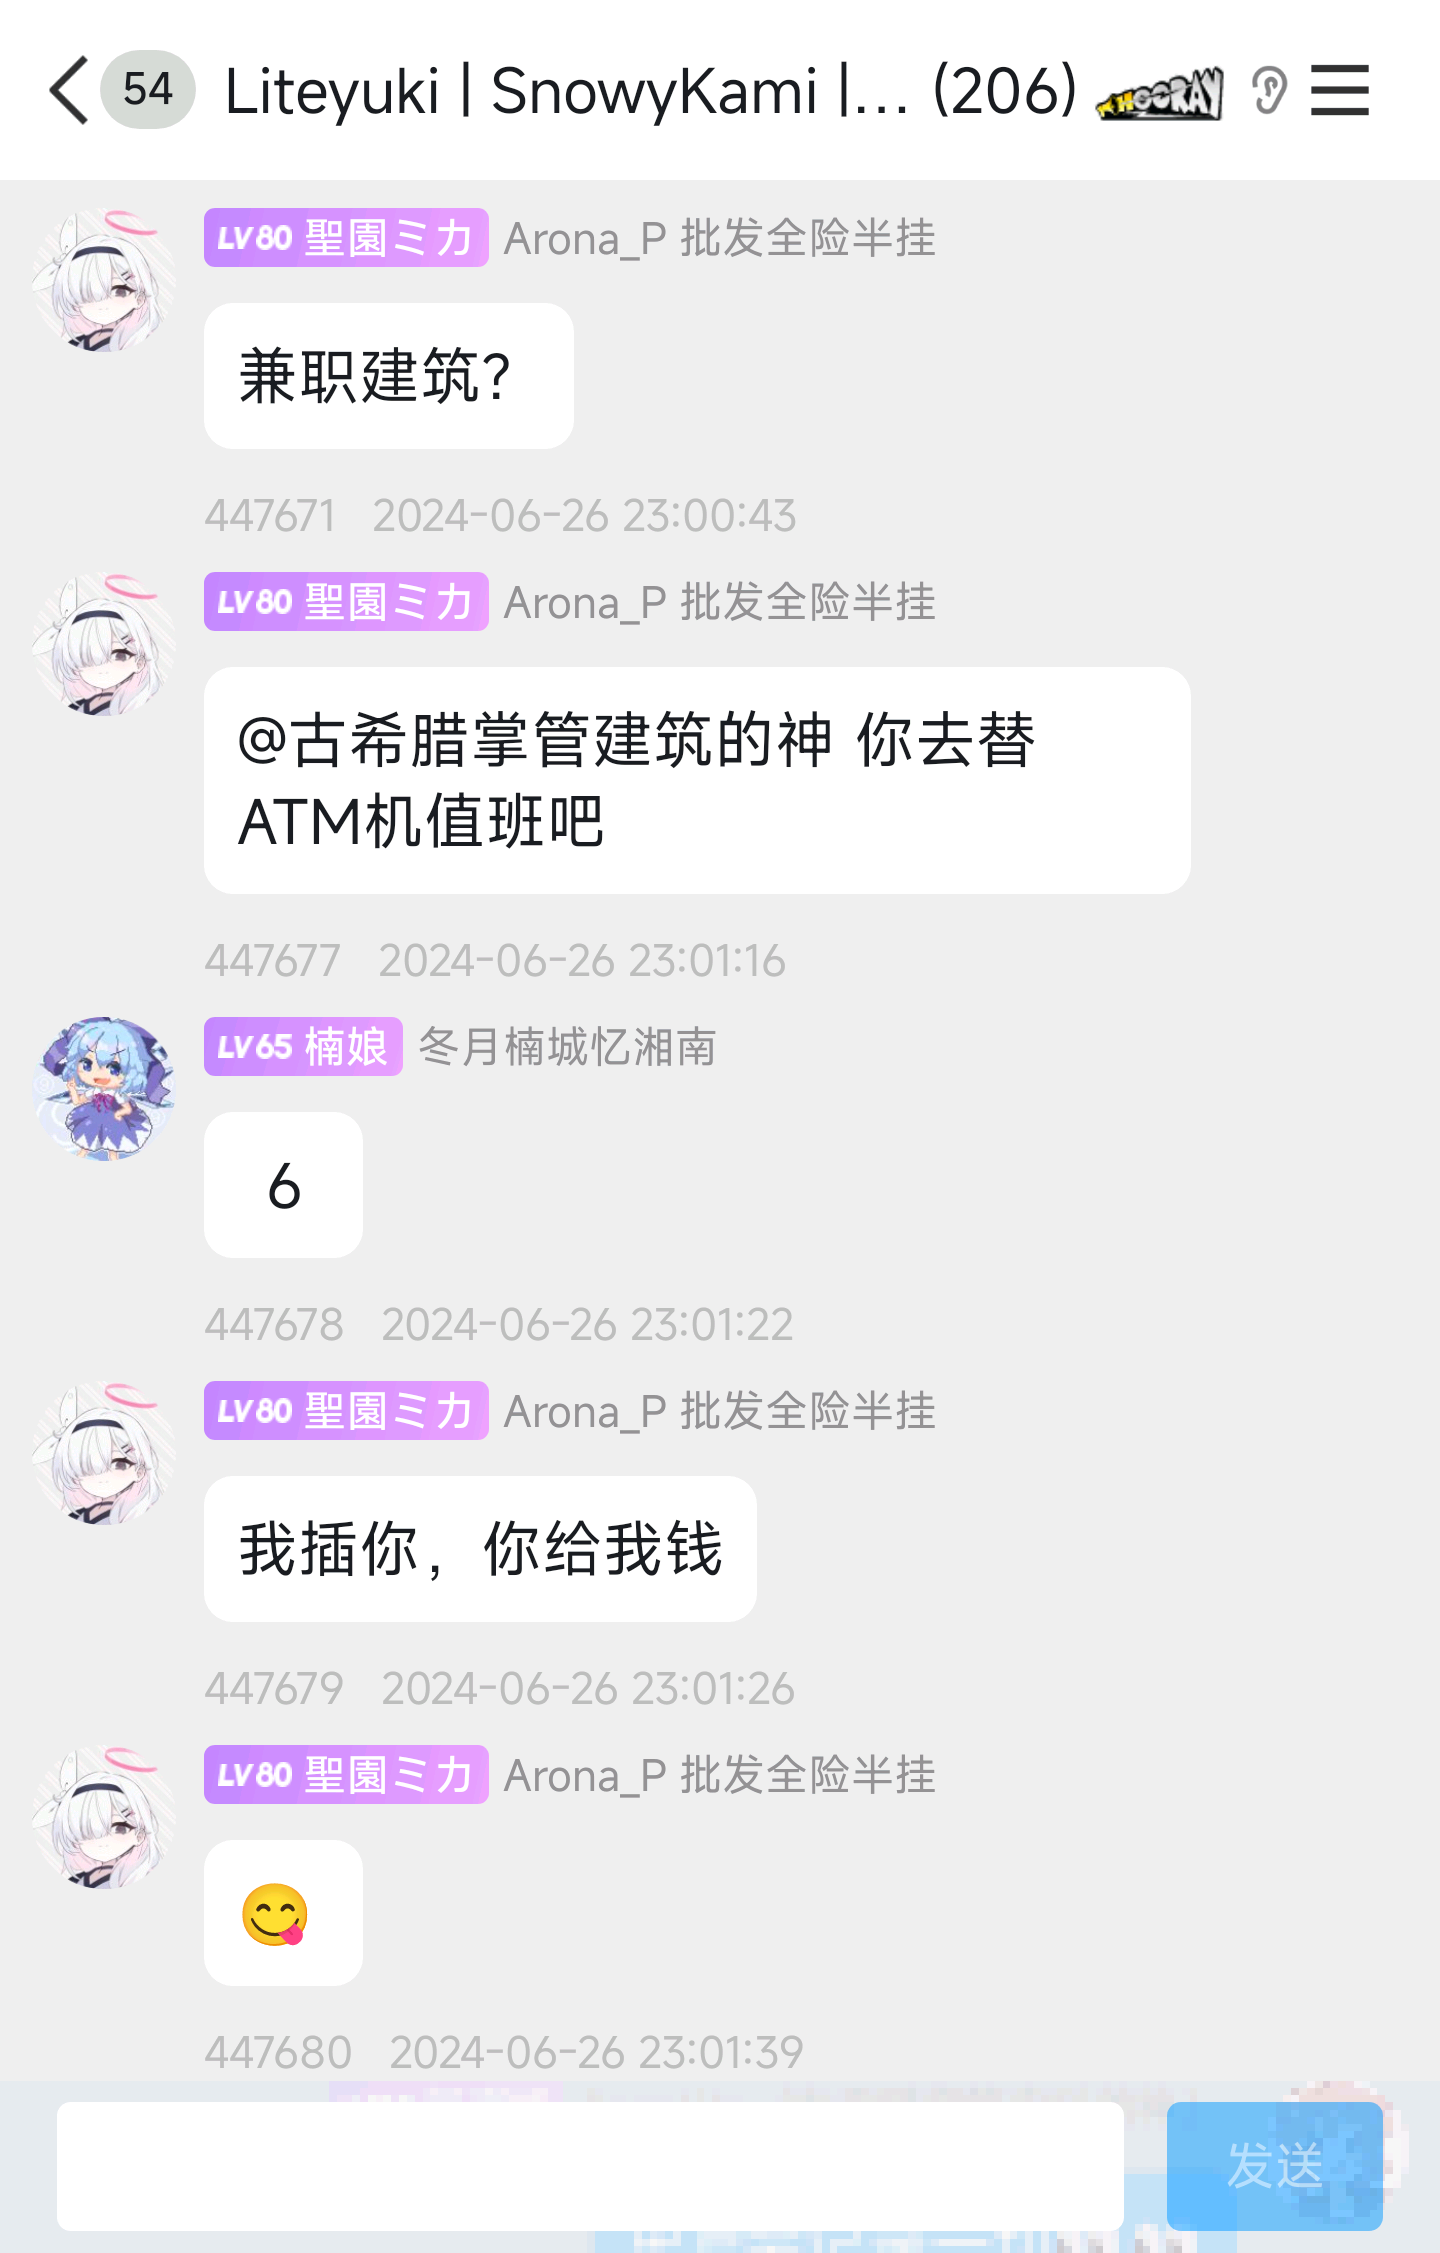 54
Liteyuki | SnowyKami |... (206)
HOORAY
LV80 聖園ミカ Arona_P 批发全险半挂
兼职建筑?
447671 2024-06-26 23:00:43
LV80 聖園ミカ Arona_P 批发全险半挂
@古希腊掌管建筑的神 你去替
ATM机值班吧
447677 2024-06-26 23:01:16
LV65 楠娘 冬月楠城忆湘南
6
447678 2024-06-26 23:01:22
LV80 聖園ミカ Arona_P 批发全险半挂
我插你，你给我钱
447679 2024-06-26 23:01:26
LV80 聖園ミカ Arona_P 批发全险半挂
😋
447680 2024-06-26 23:01:39
发送